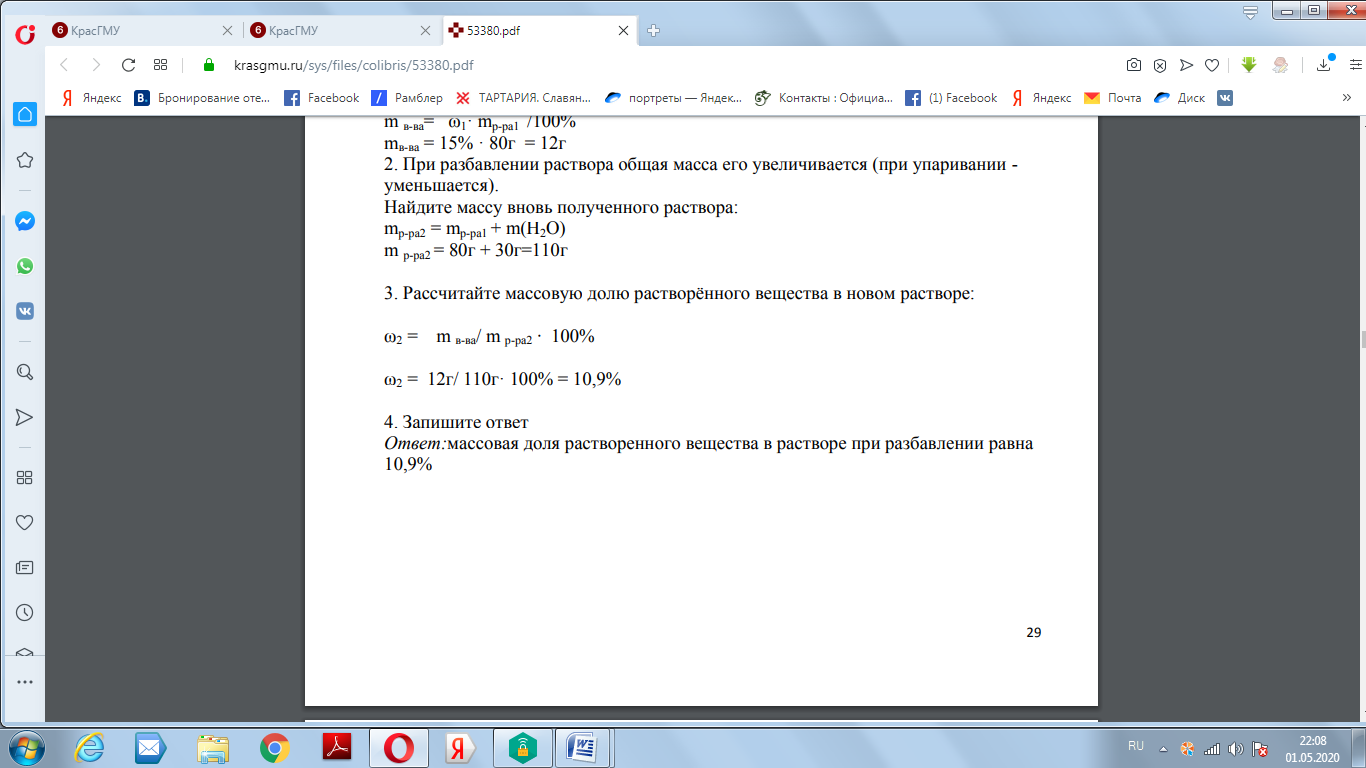 КрасГМУ
КрасГМУ
53380.pdf
krasgmu.ru/sys/files/colibris/53380.pdf
Яндекс
Бронирование оте...
Facebook
Рамблер
ТАРТАРИЯ. Славян...
портреты — Яндек...
Контакты : Официа...
(1) Facebook
Яндекс
Почта
Диск
»
m в-ва= ω1· mр-ра1 /100%
mв-ва = 15% · 80г = 12г
2. При разбавлении раствора общая масса его увеличивается (при упаривании -
уменьшается).
Найдите массу вновь полученного раствора:
mр-ра2 = mр-ра1 + m(H2O)
m р-ра2 = 80г + 30г=110г
3. Рассчитайте массовую долю растворённого вещества в новом растворе:
ω2 = m в-ва/ m р-ра2 · 100%
ω2 = 12г/ 110г· 100% = 10,9%
4. Запишите ответ
Ответ:массовая доля растворенного вещества в растворе при разбавлении равна
10,9%
29
RU
22:08
01.05.2020